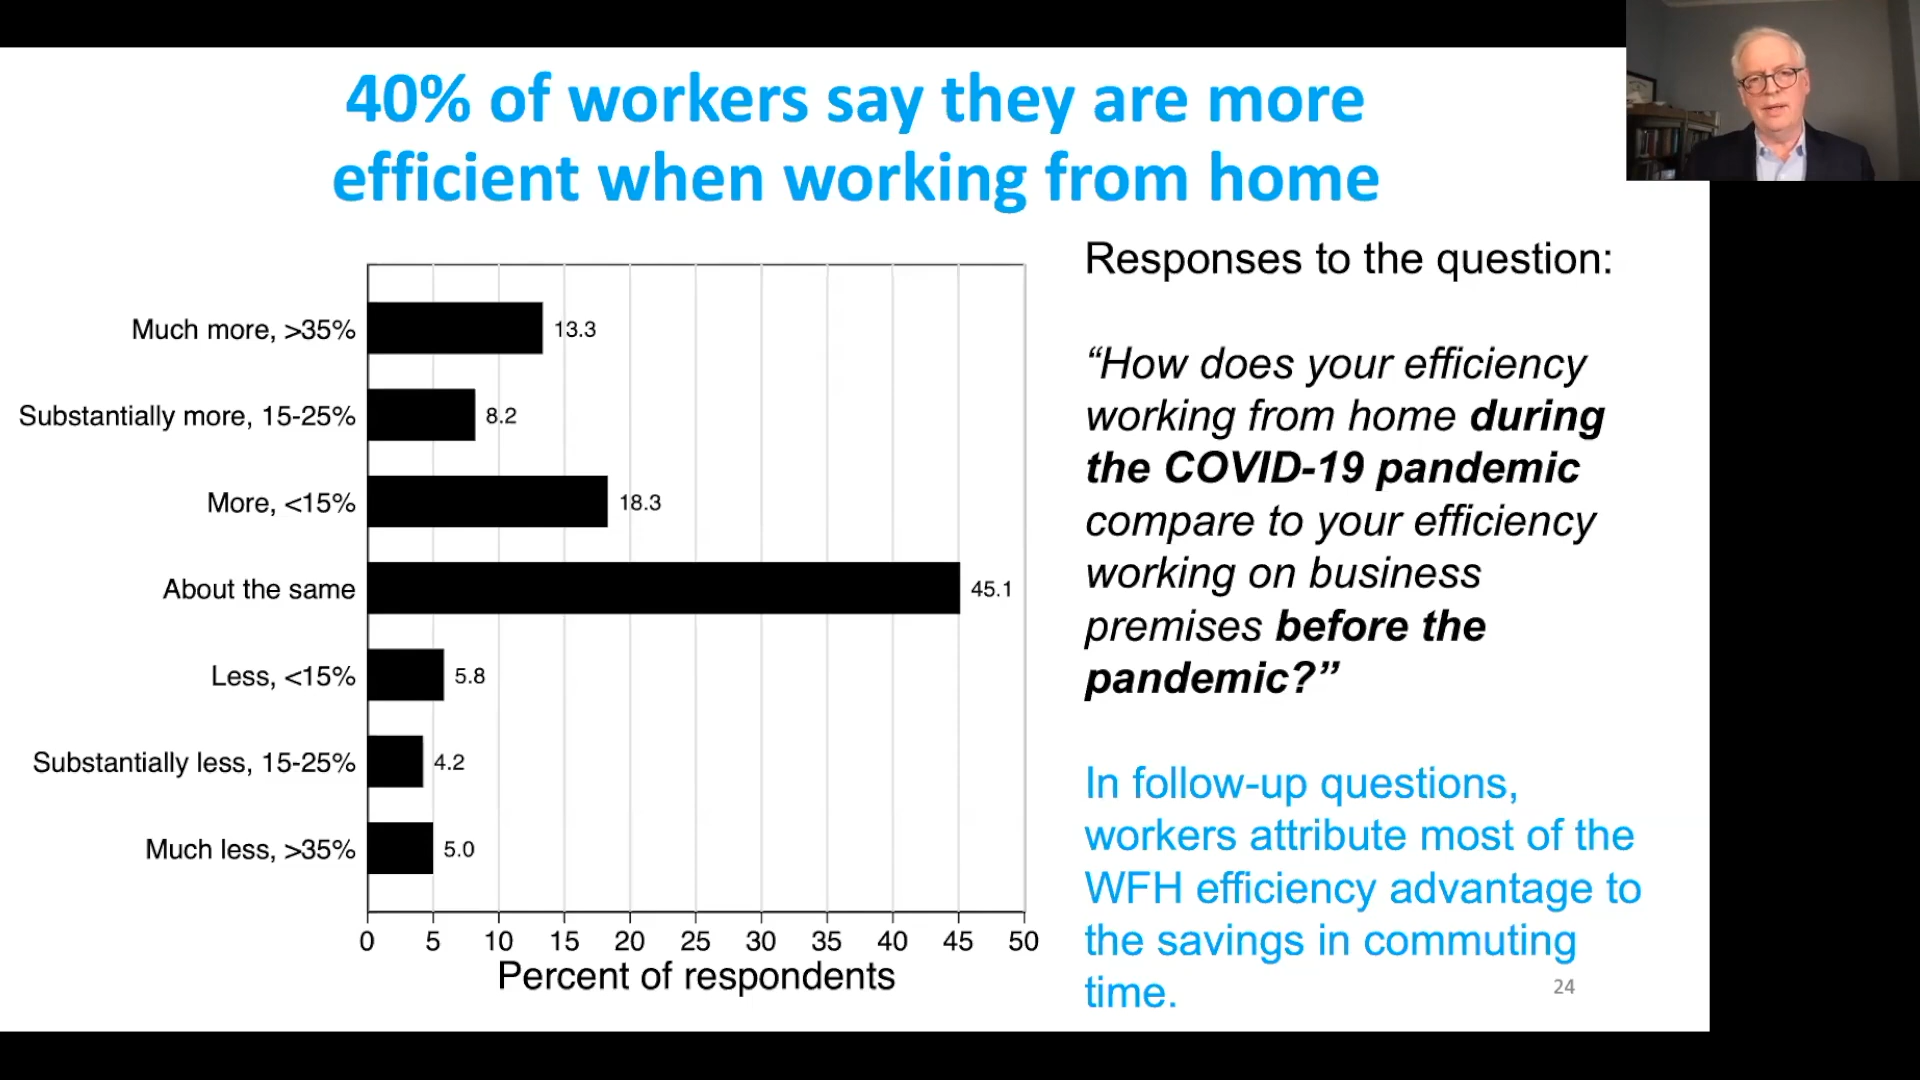 40% of workers say they are more
efficient when working from home
Much more, >35%
13.3
Substantially more, 15-25%
8.2
More, <15%
18.3
About the same
45.1
Less, <15%
5.8
Substantially less, 15-25%
4.2
Much less, >35%
5.0
0 5 10 15 20 25 30 35 40 45 50
Percent of respondents
Responses to the question:
“How does your efficiency
working from home during
the COVID-19 pandemic
compare to your efficiency
working on business
premises before the
pandemic?”
In follow-up questions,
workers attribute most of the
WFH efficiency advantage to
the savings in commuting
time.
24